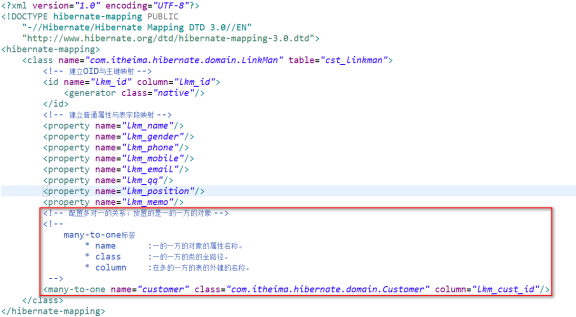 <?xml version="1.0" encoding="UTF-8"?>
<!DOCTYPE hibernate-mapping PUBLIC
"-//Hibernate/Hibernate Mapping DTD 3.0//EN"
"http://www.hibernate.org/dtd/hibernate-mapping-3.0.dtd">
<hibernate-mapping>
<class name="com.itheima.hibernate.domain.LinkMan" table="cst_linkman">
<!-- 建立OID与主键映射 -->
<id name="lkm_id" column="lkm_id">
<generator class="native"/>
</id>
<!-- 建立普通属性与表字段映射 -->
<property name="lkm_name"/>
<property name="lkm_gender"/>
<property name="lkm_phone"/>
<property name="lkm_mobile"/>
<property name="lkm_email"/>
<property name="lkm_qq"/>
<property name="lkm_position"/>
<property name="lkm_memo"/>
<!-- 配置多对一的关系：放置的是一的一方的对象 -->
<!--
many-to-one标签
* name :一的一方的对象的属性名称。
* class :一的一方的类的全路径。
* column :在多的一方的表的外键的名称。
-->
<many-to-one name="customer" class="com.itheima.hibernate.domain.Customer" column="lkm_cust_id"/>
</class>
</hibernate-mapping>